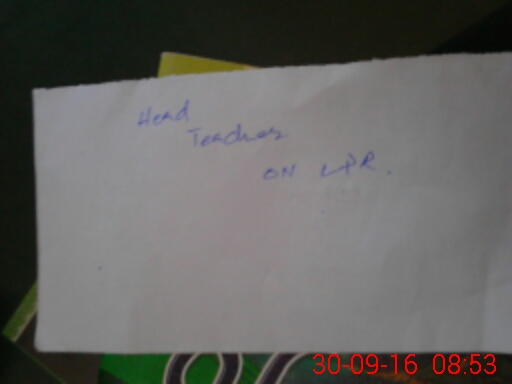 Head
Teacher
ON LPR.
30-09-16 08:53